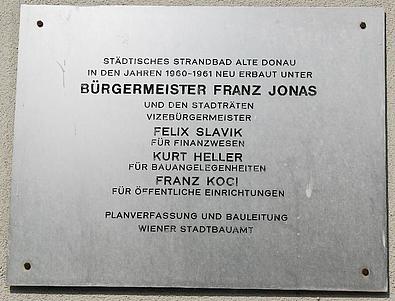 STÄDTISCHES STRANDBAD ALTE DONAU
IN DEN JAHREN 1960-1961 NEU ERBAUT UNTER
BÜRGERMEISTER FRANZ JONAS
UND DEN STADTRÄTEN
VIZEBÜRGERMEISTER
FELIX SLAVIK
FÜR FINANZWESEN
KURT HELLER
FÜR BAUANGELEGENHEITEN
FRANZ KOCI
FÜR ÖFFENTLICHE EINRICHTUNGEN
PLANVERFASSUNG UND BAULEITUNG
WIENER STADTBAUAMT